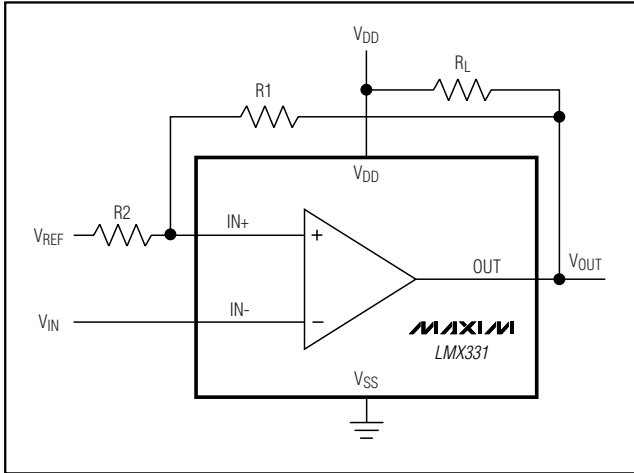 VDD
RL
R1
VDD
R2
VREF
IN+
+
OUT
VOUT
VIN
IN-
−
MAXIM
LMX331
VSS